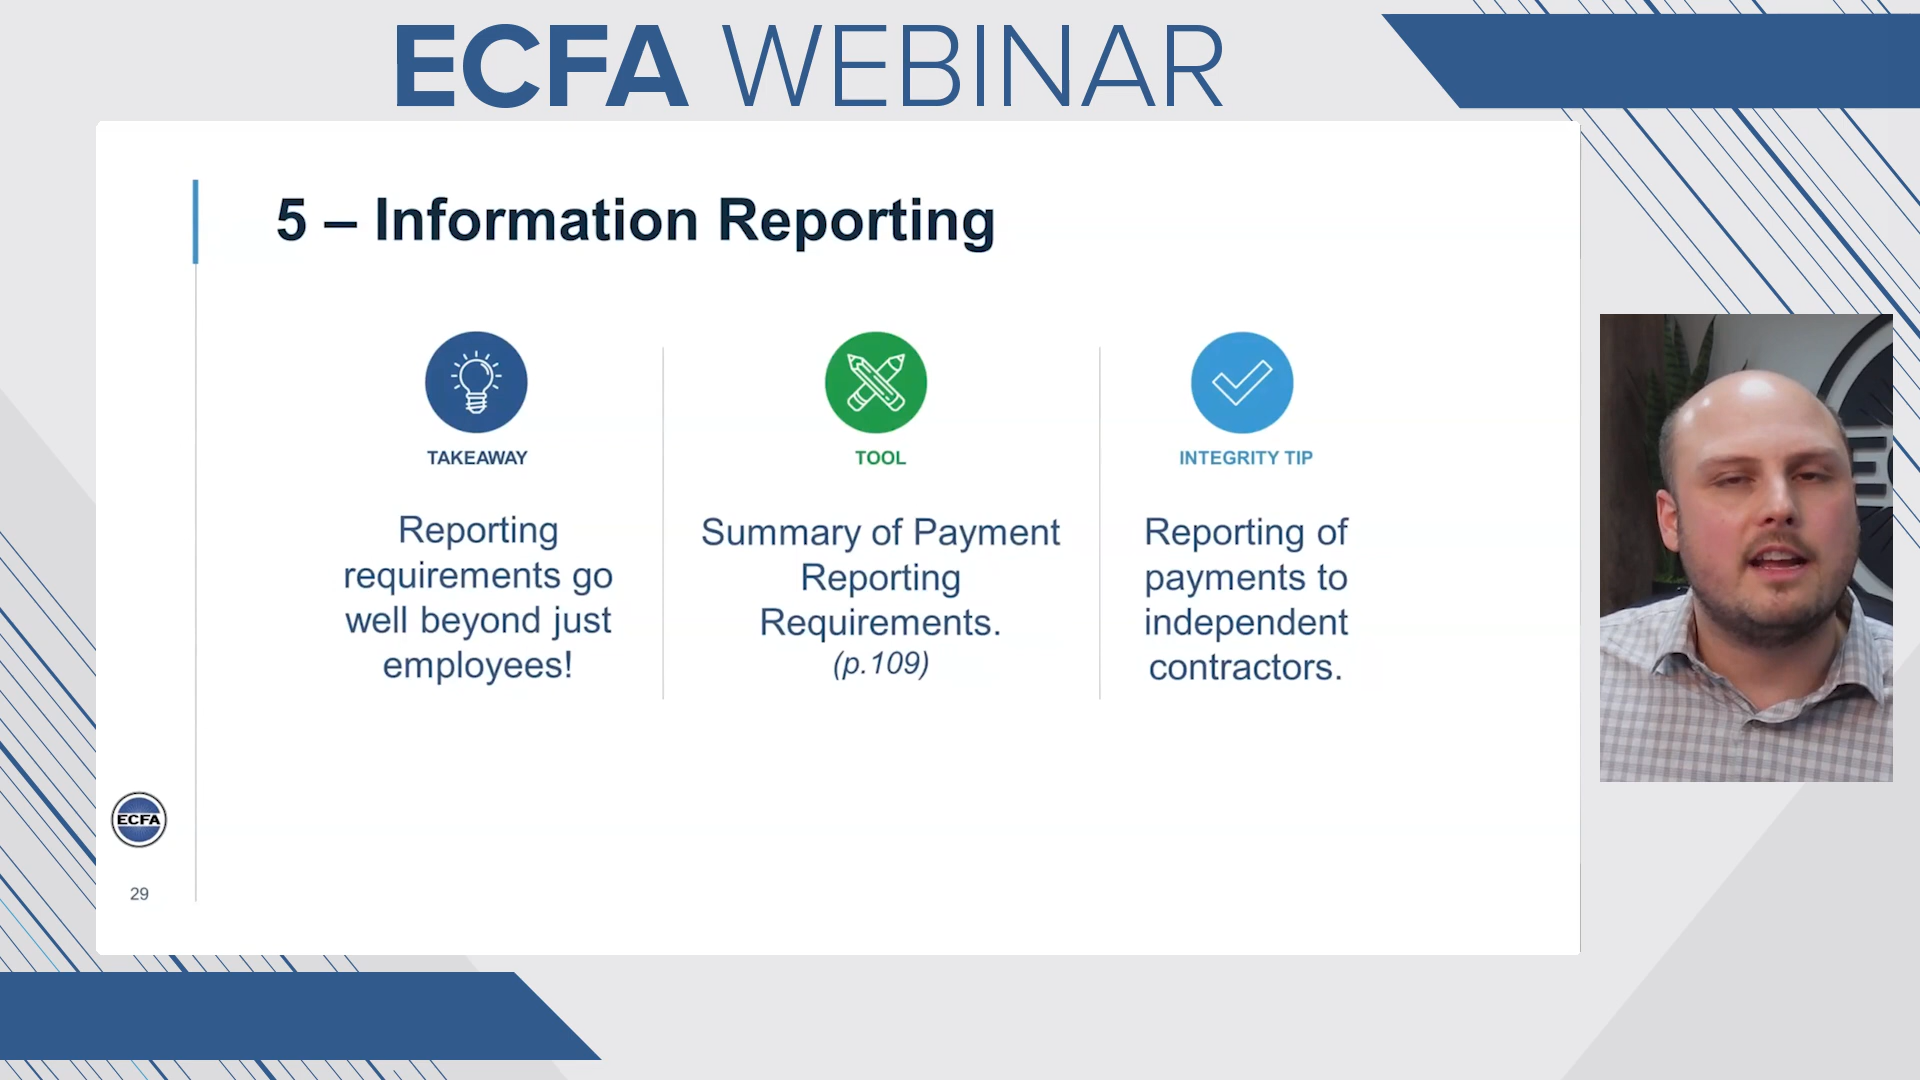 ECFA WEBINAR
5 – Information Reporting
TAKEAWAY
Reporting
requirements go
well beyond just
employees!
TOOL
Summary of Payment
Reporting
Requirements.
(p.109)
INTEGRITY TIP
Reporting of
payments to
independent
contractors.
ECFA
29